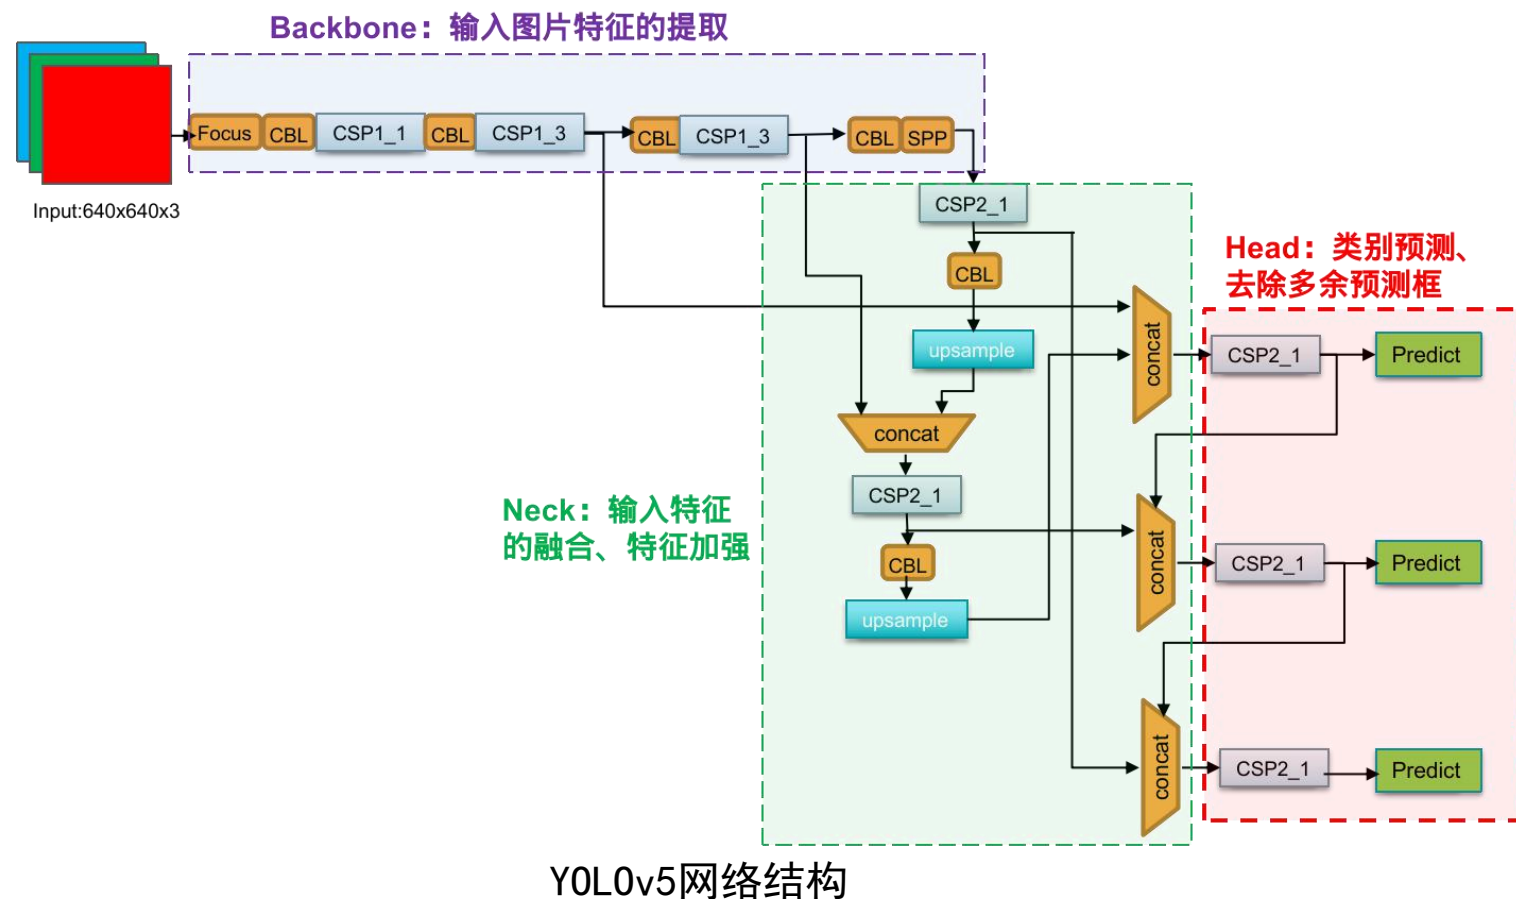 Backbone：输入图片特征的提取
Focus
CBL
CSP1_1
CBL
CSP1_3
CBL
CSP1_3
CBL
SPP
Input:640x640x3
CSP2_1
CBL
upsample
concat
CSP2_1
CBL
upsample
Neck：输入特征
的融合、特征加强
Head：类别预测、
去除多余预测框
concat
CSP2_1
Predict
concat
CSP2_1
Predict
concat
CSP2_1
Predict
YOLOv5网络结构